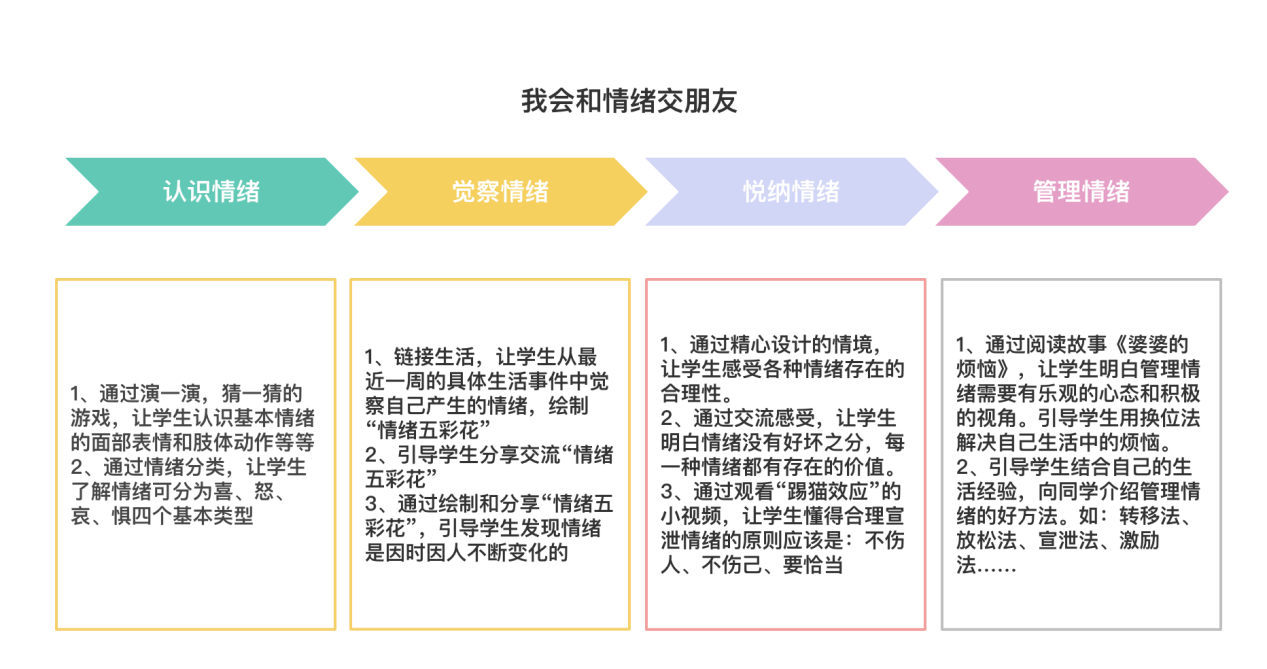 我会和情绪交朋友
认识情绪
觉察情绪
悦纳情绪
管理情绪
1、通过演一演，猜一猜的
游戏，让学生认识基本情绪
的面部表情和肢体动作等等
2、通过情绪分类，让学生
了解情绪可分为喜、怒、
哀、惧四个基本类型
1、链接生活，让学生从最
近一周的具体生活事件中觉
察自己产生的情绪，绘制
“情绪五彩花”
2、引导学生分享交流“情绪
五彩花”
3、通过绘制和分享“情绪五
彩花”，引导学生发现情绪
是因时因人不断变化的
1、通过精心设计的情境，
让学生感受各种情绪存在的
合理性。
2、通过交流感受，让学生
明白情绪没有好坏之分，每
一种情绪都有存在的价值。
3、通过观看“踢猫效应”的
小视频，让学生懂得合理宣
泄情绪的原则应该是：不伤
人、不伤己、要恰当
1、通过阅读故事《婆婆的
烦恼》，让学生明白管理情
绪需要有乐观的心态和积极
的视角。引导学生用换位法
解决自己生活中的烦恼。
2、引导学生结合自己的生
活经验，向同学介绍管理情
绪的好方法。如：转移法、
放松法、宣泄法、激励
法……